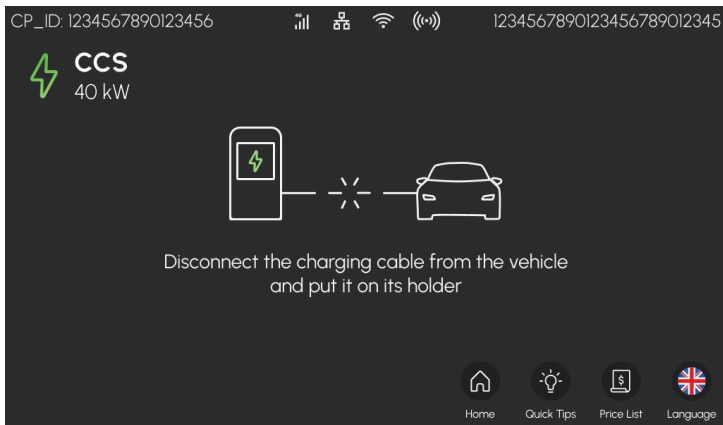 CP_ID: 1234567890123456
1234567890123456789012345
CCS
40 kW
Disconnect the charging cable from the vehicle
and put it on its holder
Home
Quick Tips
Price List
Language